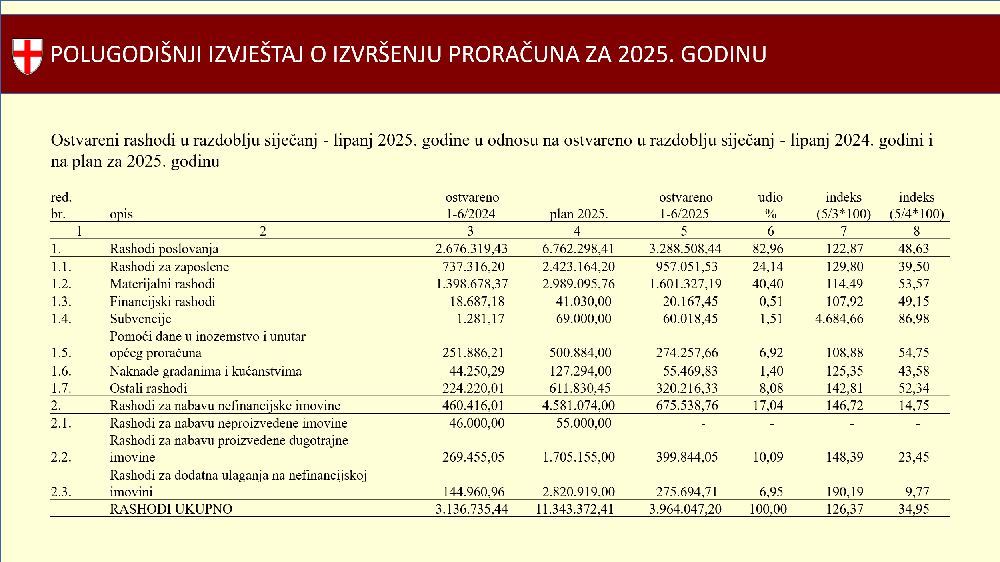 POLUGODIŠNJI IZVJEŠTAJ O IZVRŠENJU PRORAČUNA ZA 2025. GODINU
Ostvareni rashodi u razdoblju siječanj - lipanj 2025. godine u odnosu na ostvareno u razdoblju siječanj - lipanj 2024. godini i
na plan za 2025. godinu
red. ostvareno ostvareno udio indeks indeks
br. opis 1-6/2024 plan 2025. 1-6/2025 % (5/3*100) (5/4*100)
1 2 3 4 5 6 7 8
1. Rashodi poslovanja 2.676.319,43 6.762.298,41 3.288.508,44 82,96 122,87 48,63
1.1. Rashodi za zaposlene 737.316,20 2.423.164,20 957.051,53 24,14 129,80 39,50
1.2. Materijalni rashodi 1.398.678,37 2.989.095,76 1.601.327,19 40,40 114,49 53,57
1.3. Financijski rashodi 18.687,18 41.030,00 20.167,45 0,51 107,92 49,15
1.4. Subvencije 1.281,17 69.000,00 60.018,45 1,51 4.684,66 86,98
Pomoći dane u inozemstvo i unutar
1.5. općeg proračuna 251.886,21 500.884,00 274.257,66 6,92 108,88 54,75
1.6. Naknade građanima i kućanstvima 44.250,29 127.294,00 55.469,83 1,40 125,35 43,58
1.7. Ostali rashodi 224.220,01 611.830,45 320.216,33 8,08 142,81 52,34
2. Rashodi za nabavu nefinancijske imovine 460.416,01 4.581.074,00 675.538,76 17,04 146,72 14,75
2.1. Rashodi za nabavu neproizvedene imovine 46.000,00 55.000,00 - - - -
Rashodi za nabavu proizvedene dugotrajne
2.2. imovine 269.455,05 1.705.155,00 399.844,05 10,09 148,39 23,45
Rashodi za dodatna ulaganja na nefinancijskoj
2.3. imovini 144.960,96 2.820.919,00 275.694,71 6,95 190,19 9,77
RASHODI UKUPNO 3.136.735,44 11.343.372,41 3.964.047,20 100,00 126,37 34,95